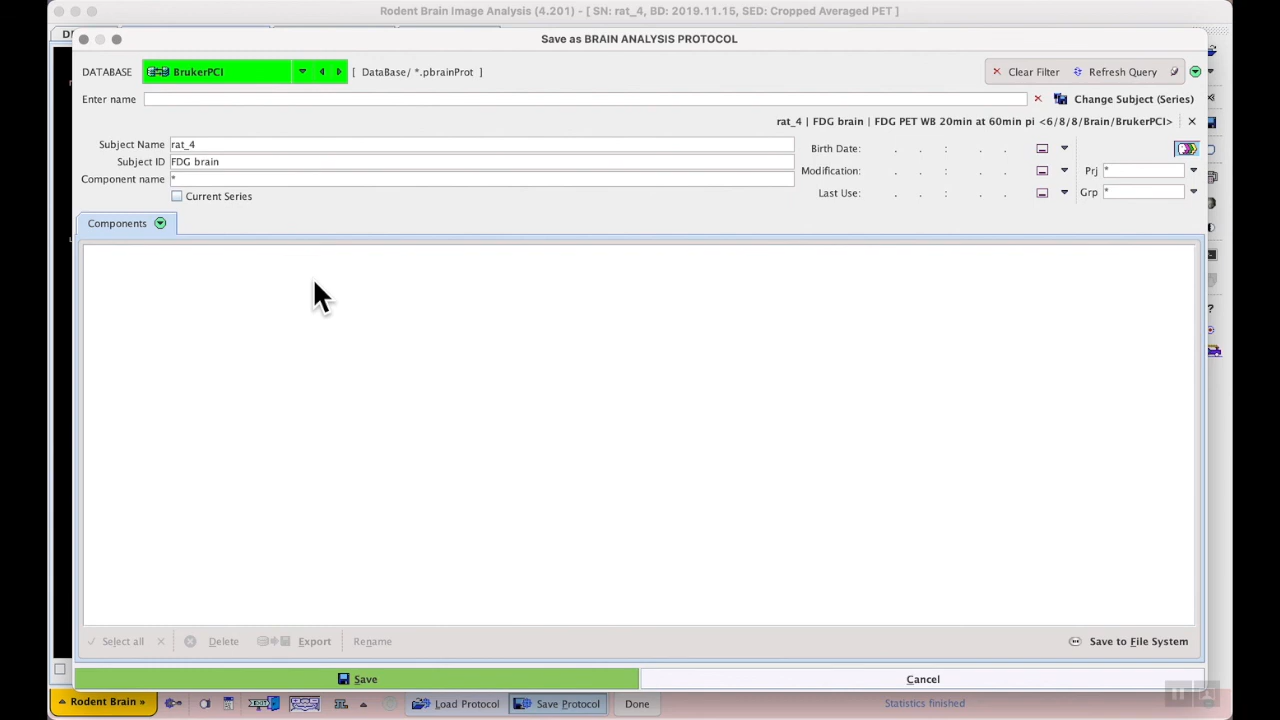 Rodent Brain Image Analysis (4.201) - [ SN: rat_4, BD: 2019.11.15, SED: Cropped Averaged PET ]
Save as BRAIN ANALYSIS PROTOCOL
DATABASE BrukerPCI [ DataBase/ *.pbrainProt ] Clear Filter Refresh Query
Enter name Change Subject (Series)
rat_4 | FDG brain | FDG PET WB 20min at 60min pi <6/8/8/Brain/BrukerPCI>
Subject Name rat_4 Birth Date: . . : . .
Subject ID FDG brain Modification: . . : . . Prj *
Component name * Last Use: . . : . . Grp *
Current Series
Components
Select all Delete Export Rename Save to File System
Save Cancel
Rodent Brain » Load Protocol Save Protocol Done Statistics finished